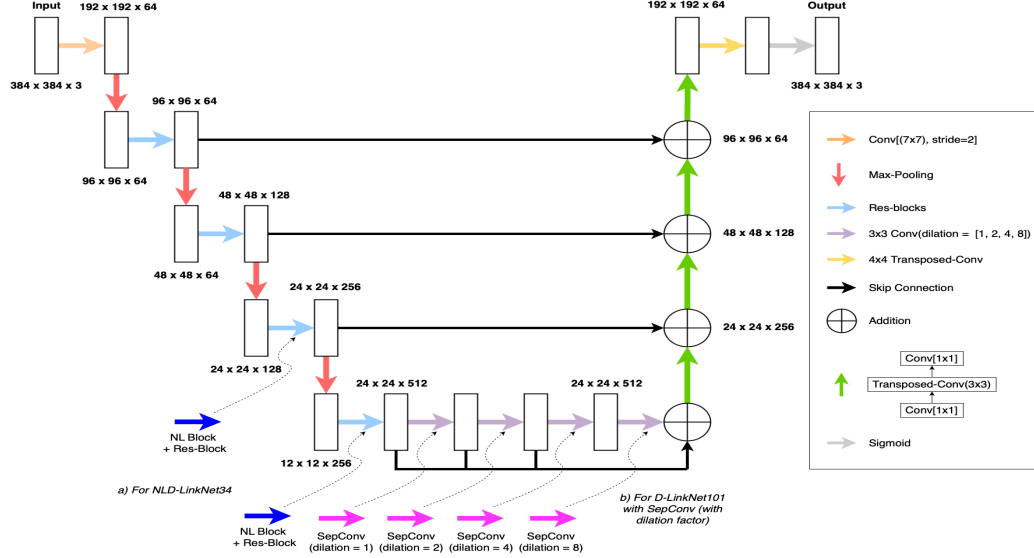 Input
192 x 192 x 64
384 x 384 x 3
96 x 96 x 64
96 x 96 x 64
48 x 48 x 128
48 x 48 x 64
24 x 24 x 256
24 x 24 x 128
24 x 24 x 512
24 x 24 x 512
12 x 12 x 256
192 x 192 x 64
Output
384 x 384 x 3
96 x 96 x 64
48 x 48 x 128
24 x 24 x 256
NL Block
+ Res-Block
a) For NLD-LinkNet34
NL Block
+ Res-Block
SepConv
(dilation = 1)
SepConv
(dilation = 2)
SepConv
(dilation = 4)
SepConv
(dilation = 8)
b) For D-LinkNet101
with SepConv (with
dilation factor)
Conv[(7x7), stride=2]
Max-Pooling
Res-blocks
3x3 Conv(dilation = [1, 2, 4, 8])
4x4 Transposed-Conv
Skip Connection
Addition
Conv[1x1]
Transposed-Conv(3x3)
Conv[1x1]
Sigmoid